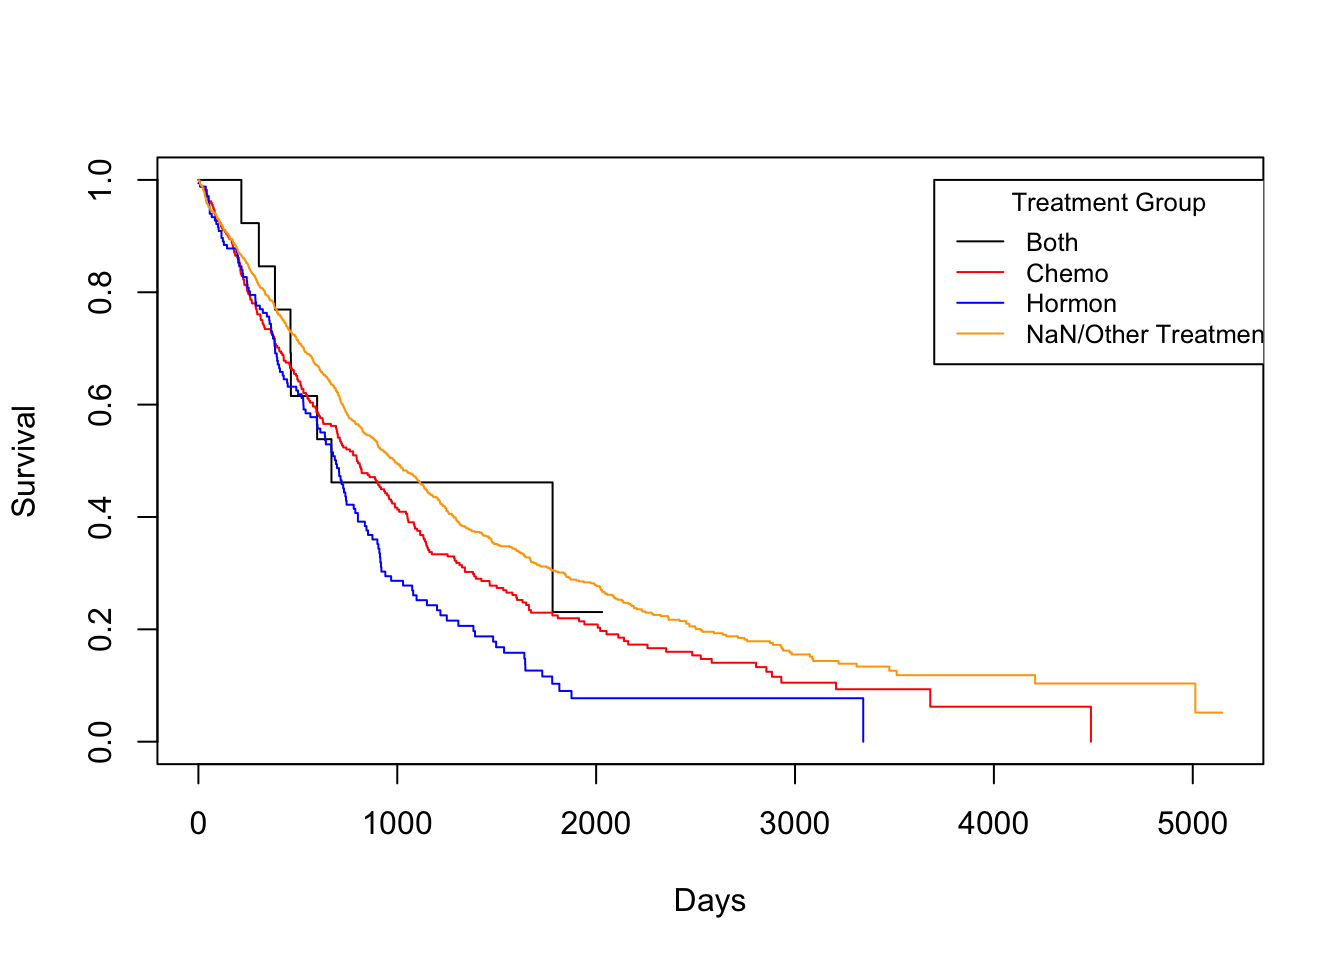 Survival
1.0
0.8
0.6
0.4
0.2
0.0
Treatment Group
Both
Chemo
Hormon
NaN/Other Treatmen
0 1000 2000 3000 4000 5000
Days